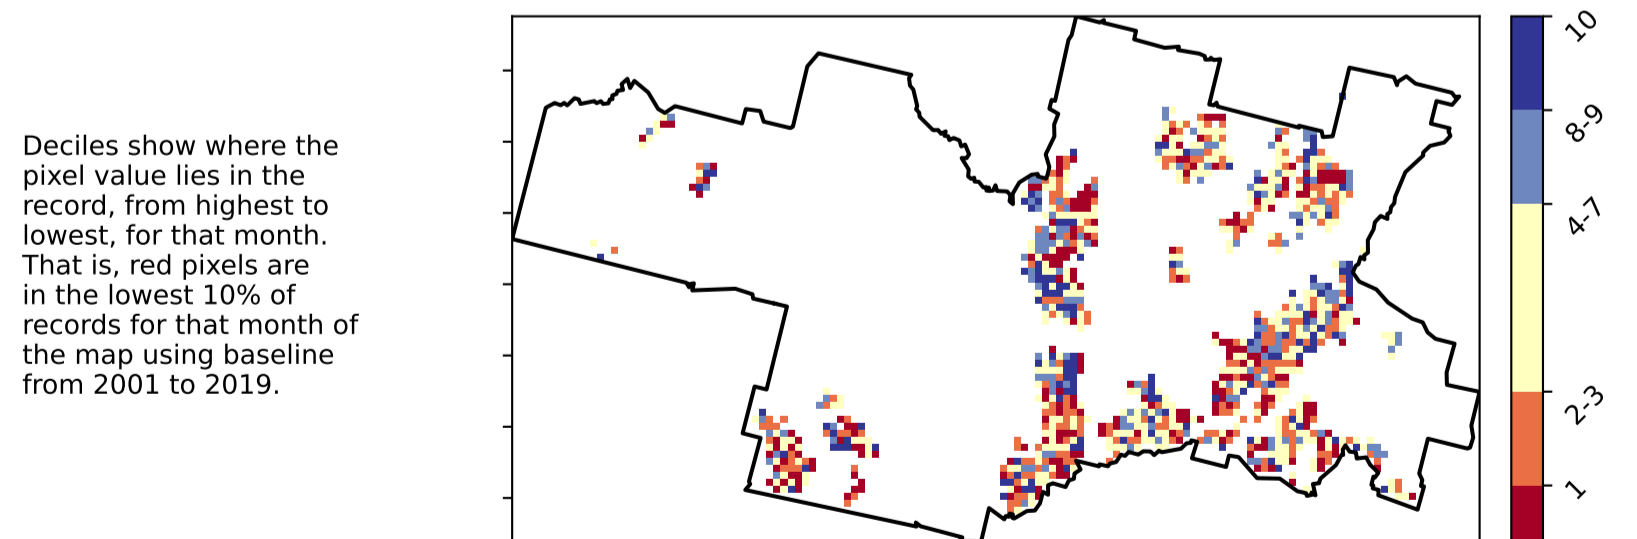 Deciles show where the
pixel value lies in the
record, from highest to
lowest, for that month.
That is, red pixels are
in the lowest 10% of
records for that month of
the map using baseline
from 2001 to 2019.
10
8-9
4-7
2-3
1